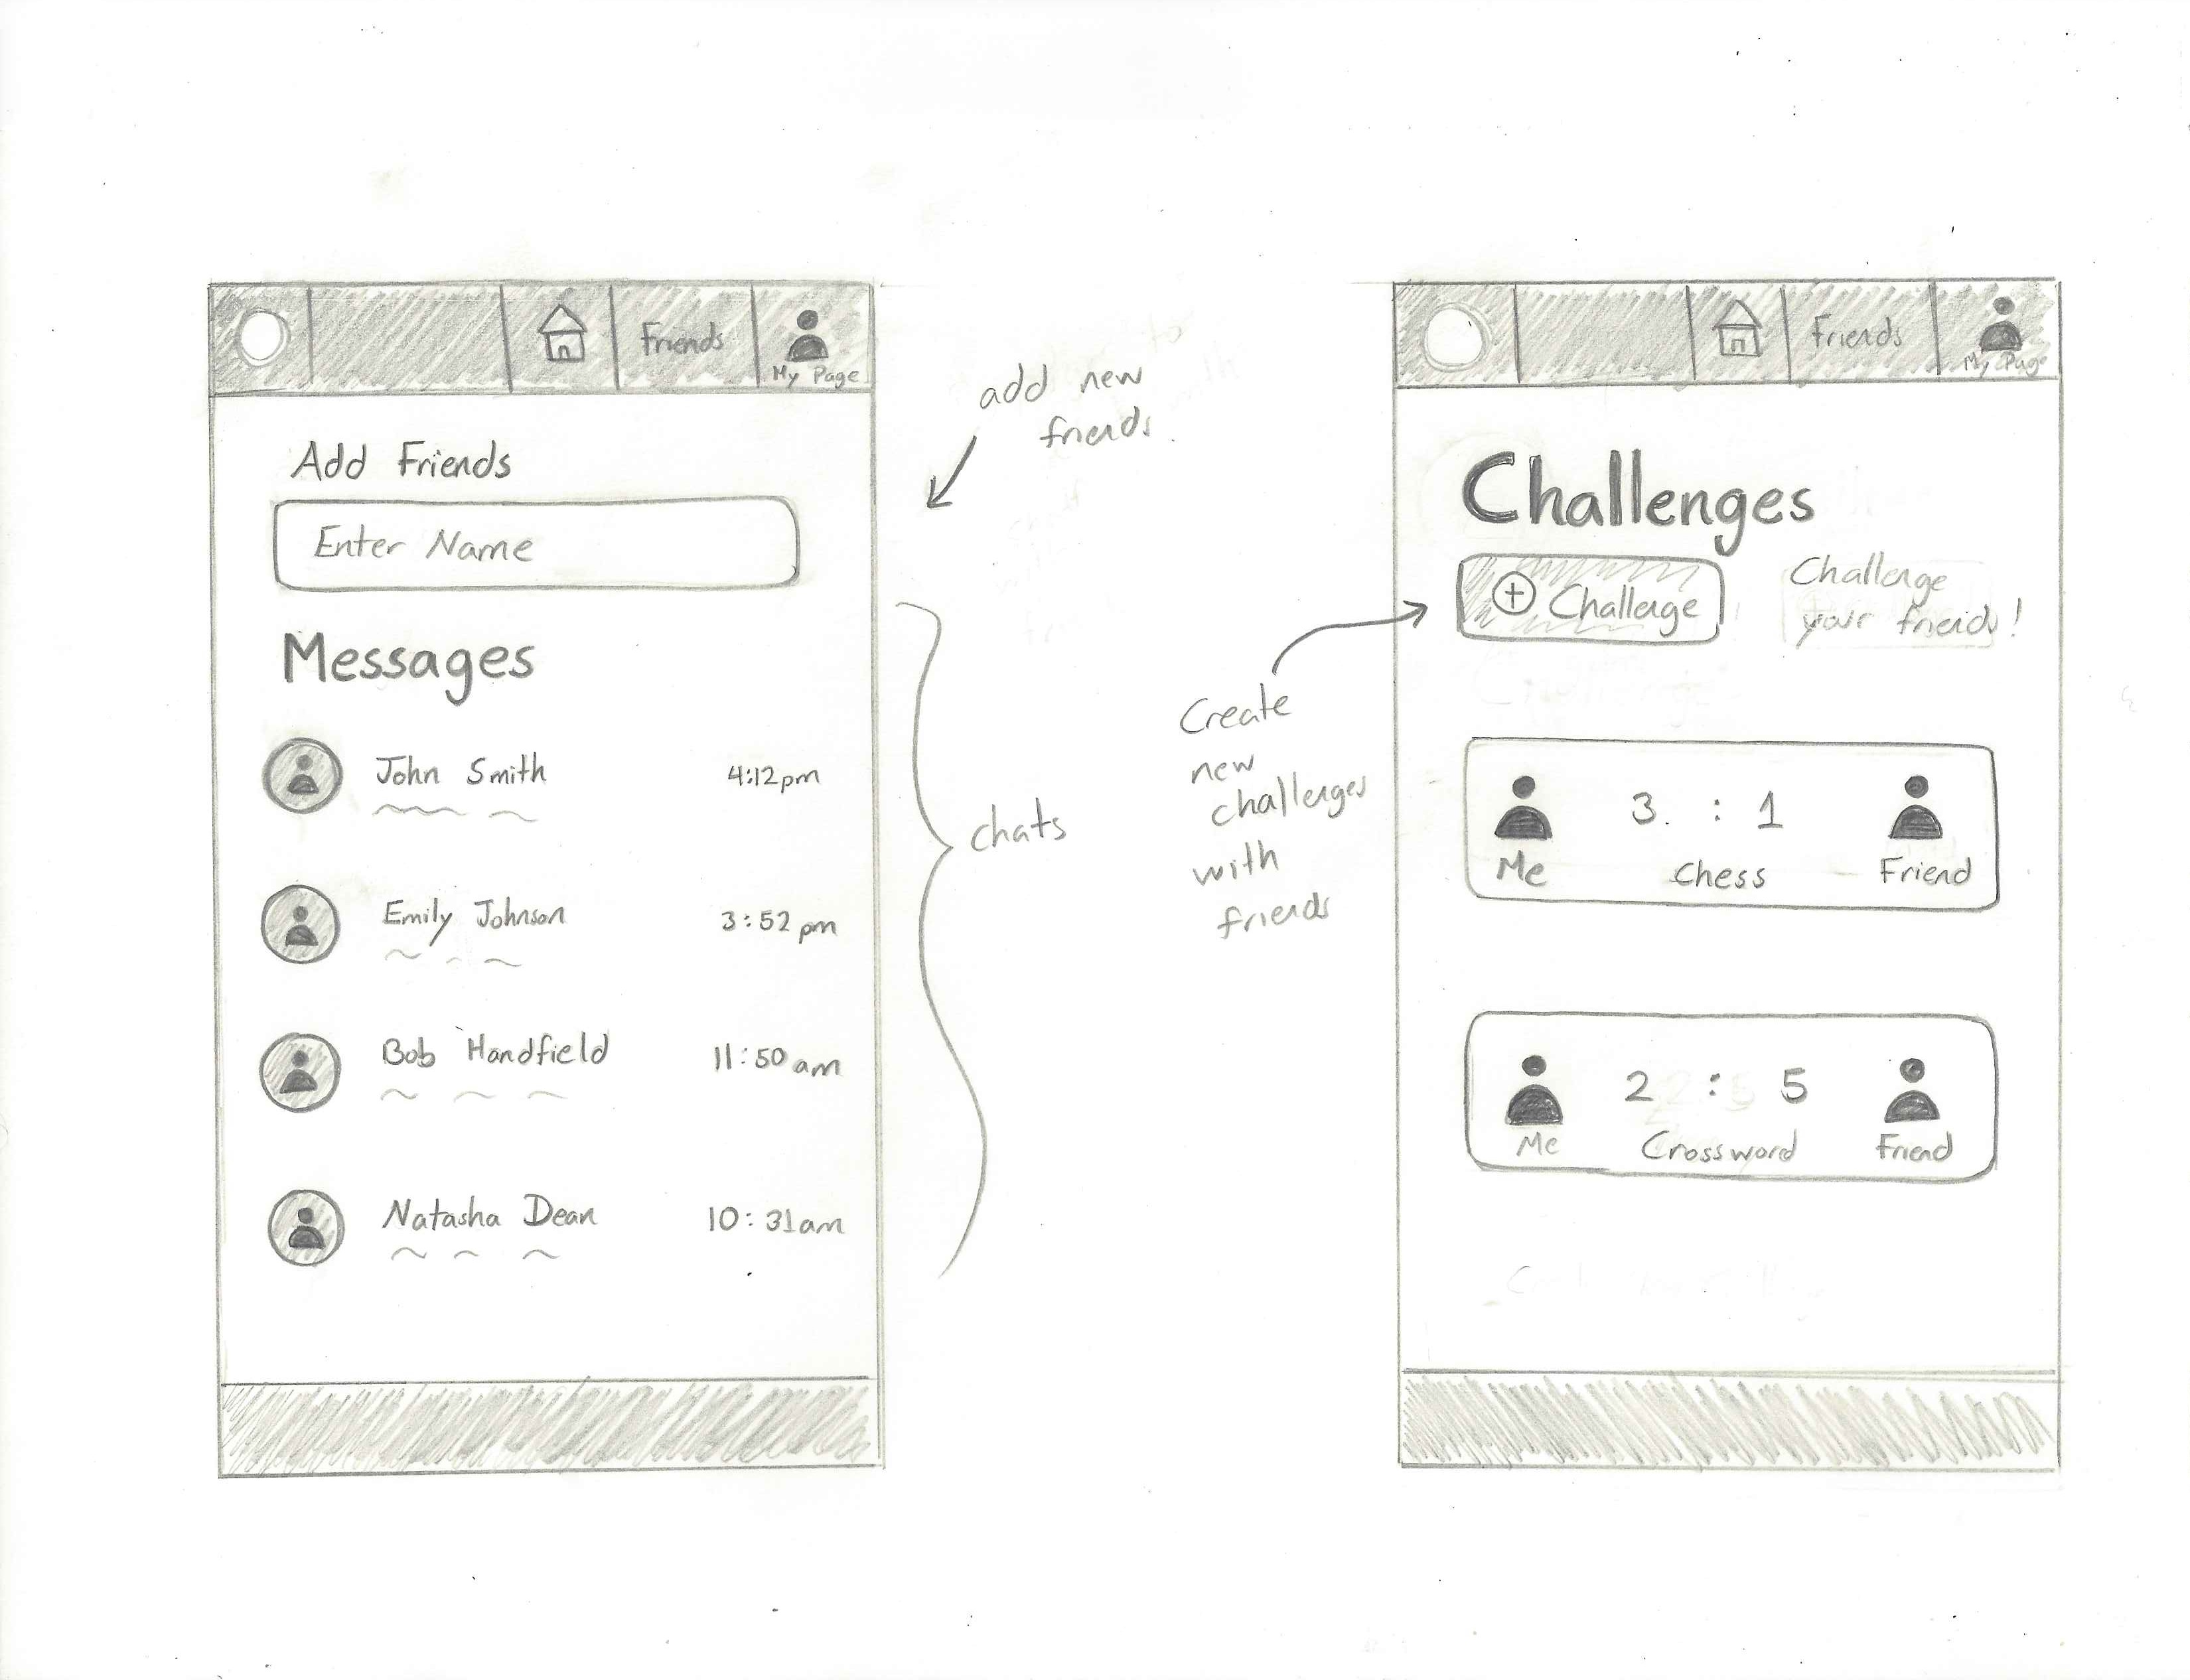 Friends
My Page
Add Friends
Enter Name
Messages
John Smith 4:12pm
Emily Johnson 3:52 pm
Bob Handfield 11:50 am
Natasha Dean 10:31am
add new
friends.
chats
Create
new
challenges
with
friends
Friends
My Page
Challenges
+ Challenge
Challenge
your friends!
3. : 1
Me Chess Friend
2 : 5
Me Crossword Friend